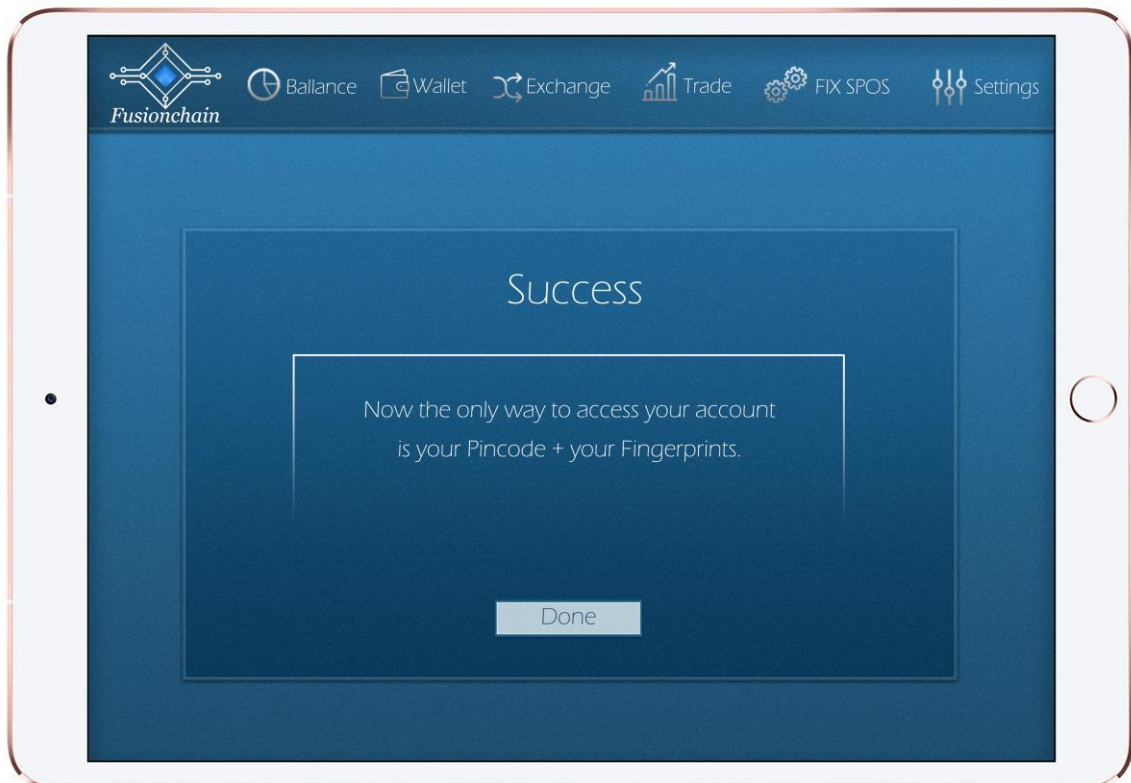 Fusionchain
Ballance
Wallet
Exchange
Trade
FIX SPOS
Settings
Success
Now the only way to access your account
is your Pincode + your Fingerprints.
Done